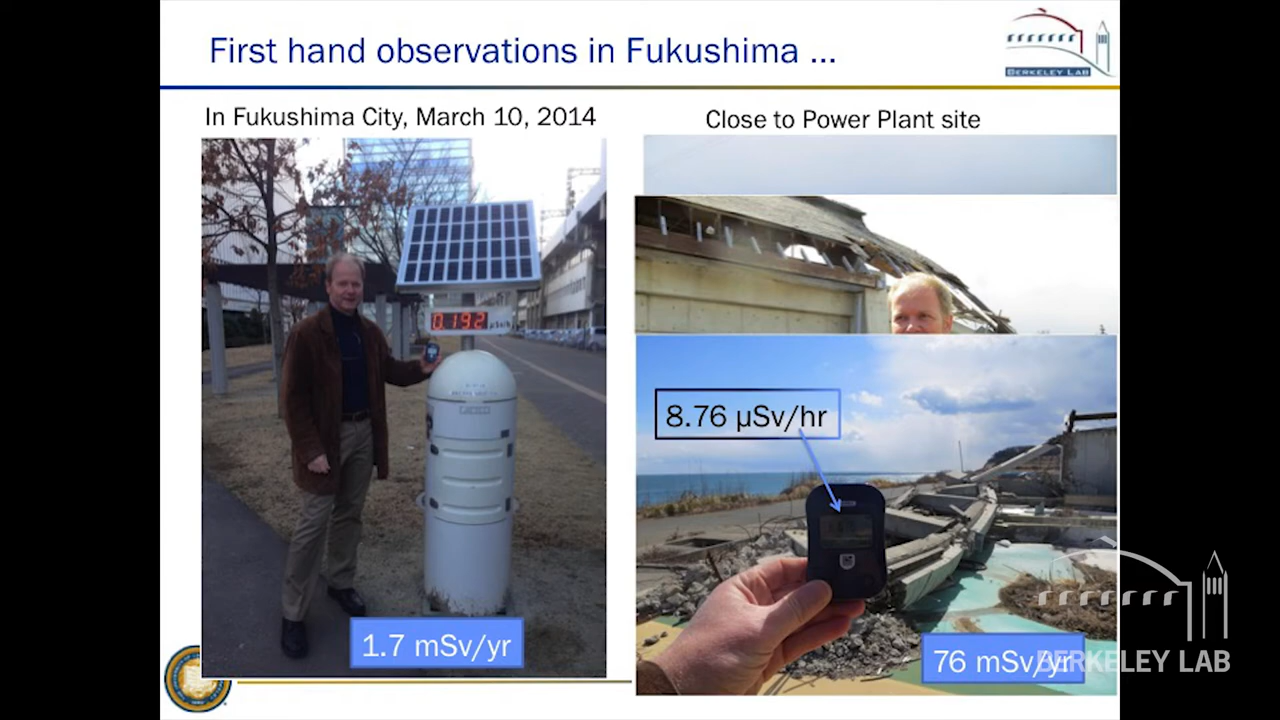 First hand observations in Fukushima ...
BERKELEY LAB
In Fukushima City, March 10, 2014
Close to Power Plant site
0.192 µSv/h
8.76 µSv/hr
1.7 mSv/yr
76 mSv/yr
BERKELEY LAB